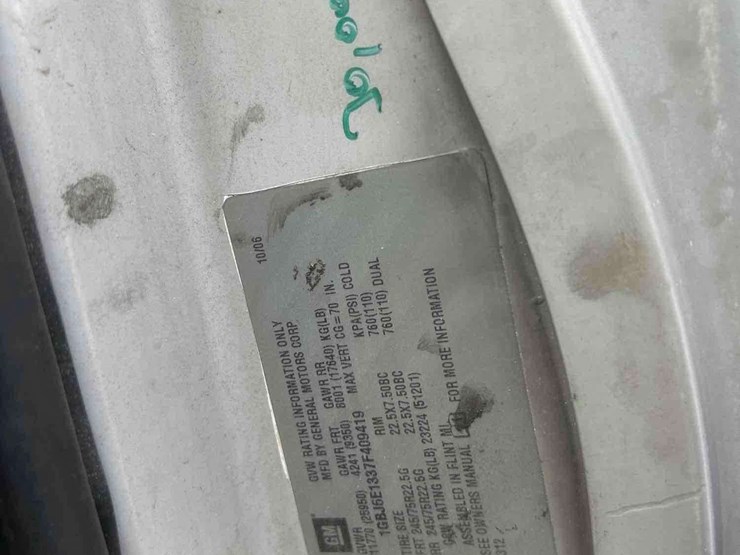 GM
GVW RATING INFORMATION ONLY
MFD BY GENERAL MOTORS CORP 10/06
GVWR GAWR FRT GAWR RR KG(LB)
11770 (25950) 4241 (9350) 8001 (17640)
1GBJ5E1337F409419 MAX VERT CG=70 IN.
TIRE SIZE RIM KPA(PSI) COLD
FRT 245/75R22.5G 22.5X7.50BC 760(110)
RR 245/75R22.5G 22.5X7.50BC 760(110) DUAL
GCW RATING KG(LB) 23224 (51201)
ASSEMBLED IN FLINT MI
SEE OWNERS MANUAL FOR MORE INFORMATION